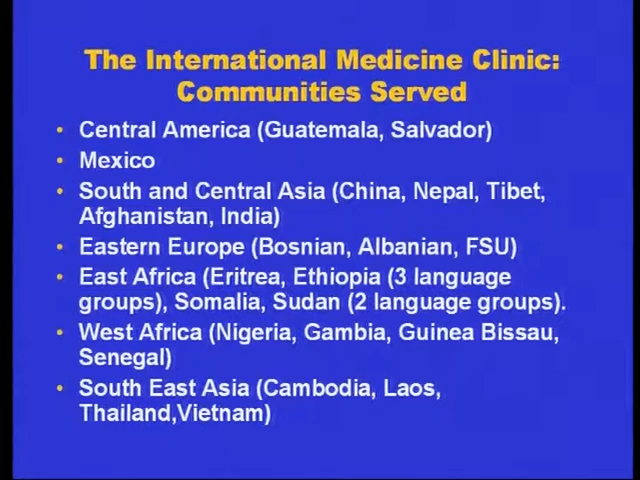 The International Medicine Clinic:
Communities Served
• Central America (Guatemala, Salvador)
• Mexico
• South and Central Asia (China, Nepal, Tibet,
Afghanistan, India)
• Eastern Europe (Bosnian, Albanian, FSU)
• East Africa (Eritrea, Ethiopia (3 language
groups), Somalia, Sudan (2 language groups).
• West Africa (Nigeria, Gambia, Guinea Bissau,
Senegal)
• South East Asia (Cambodia, Laos,
Thailand,Vietnam)